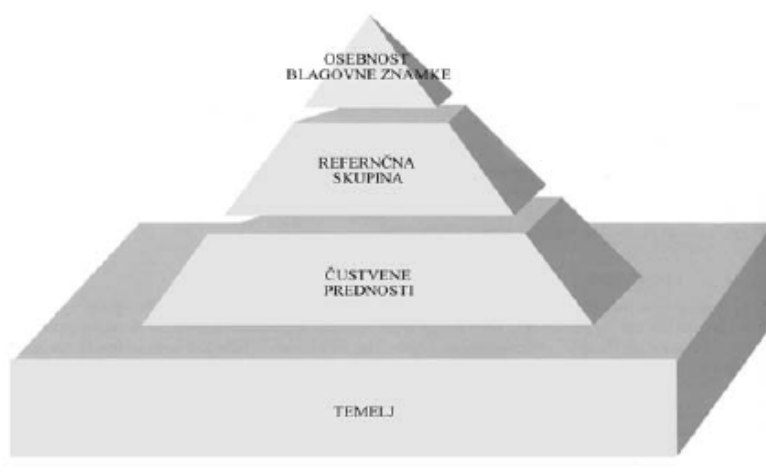 OSEBNOST
BLAGOVNE ZNAMKE
REFERNČNA
SKUPINA
ČUSTVENE
PREDNOSTI
TEMELJ